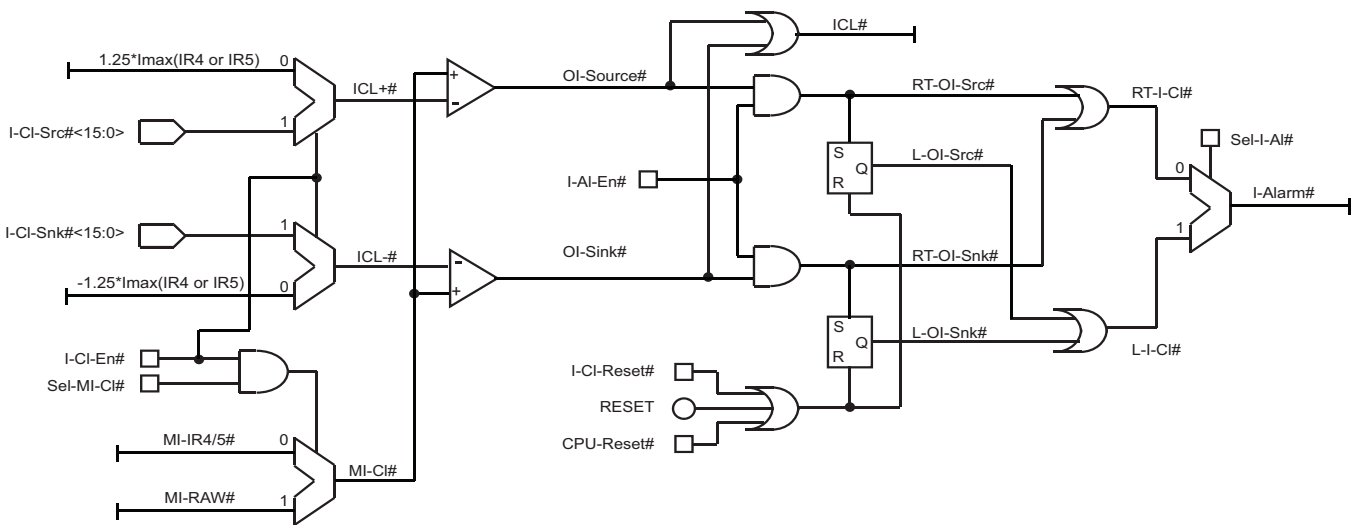 ICL#
1.25*Imax(IR4 or IR5)
0
ICL+#
+
-
OI-Source#
RT-OI-Src#
RT-I-Cl#
I-Cl-Src#<15:0>
1
Sel-I-Al#
S
Q
R
L-OI-Src#
0
I-Al-En#
I-Alarm#
I-Cl-Snk#<15:0>
1
1
ICL-#
-
+
OI-Sink#
RT-OI-Snk#
-1.25*Imax(IR4 or IR5)
0
S
Q
R
L-OI-Snk#
L-I-Cl#
I-Cl-En#
Sel-MI-Cl#
I-Cl-Reset#
RESET
CPU-Reset#
MI-IR4/5#
0
MI-Cl#
MI-RAW#
1